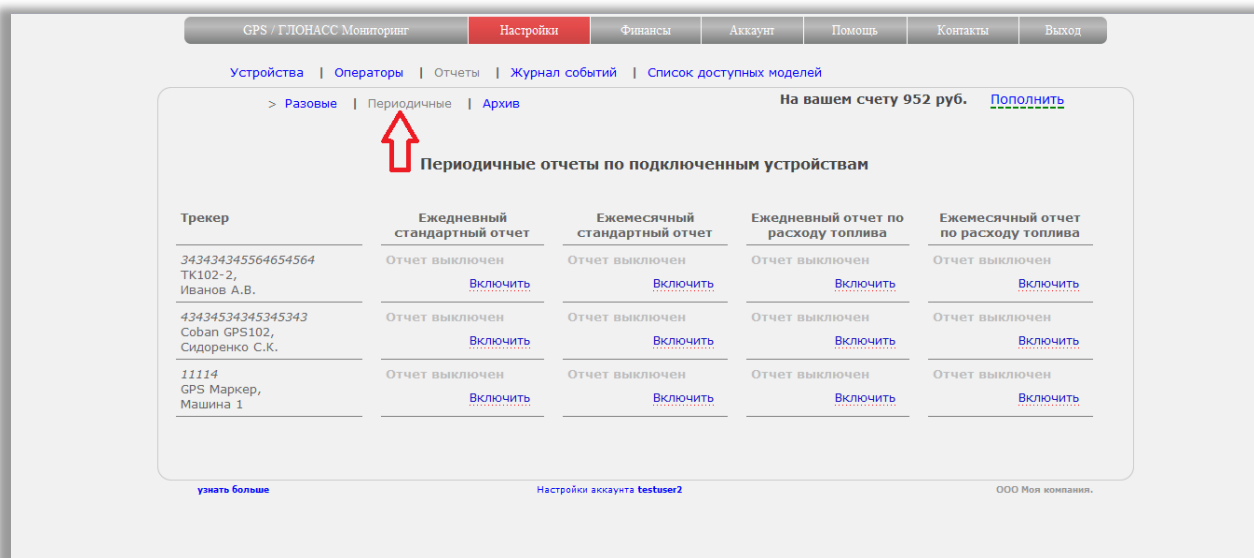 GPS / ГЛОНАСС Мониторинг Настройки Финансы Аккаунт Помощь Контакты Выход
Устройства | Операторы | Отчеты | Журнал событий | Список доступных моделей
> Разовые | Периодичные | Архив На вашем счету 952 руб. Пополнить
Периодичные отчеты по подключенным устройствам
Трекер Ежедневный Ежемесячный Ежедневный отчет по Ежемесячный отчет
стандартный отчет стандартный отчет расходу топлива по расходу топлива
343434345564654564 Отчет выключен Отчет выключен Отчет выключен Отчет выключен
TK102-2,
Включить Включить Включить Включить
Иванов А.В.
43434534345345343 Отчет выключен Отчет выключен Отчет выключен Отчет выключен
Coban GPS102,
Включить Включить Включить Включить
Сидоренко С.К.
11114 Отчет выключен Отчет выключен Отчет выключен Отчет выключен
GPS Маркер,
Включить Включить Включить Включить
Машина 1
узнать больше Настройки аккаунта testuser2 ООО Моя компания.